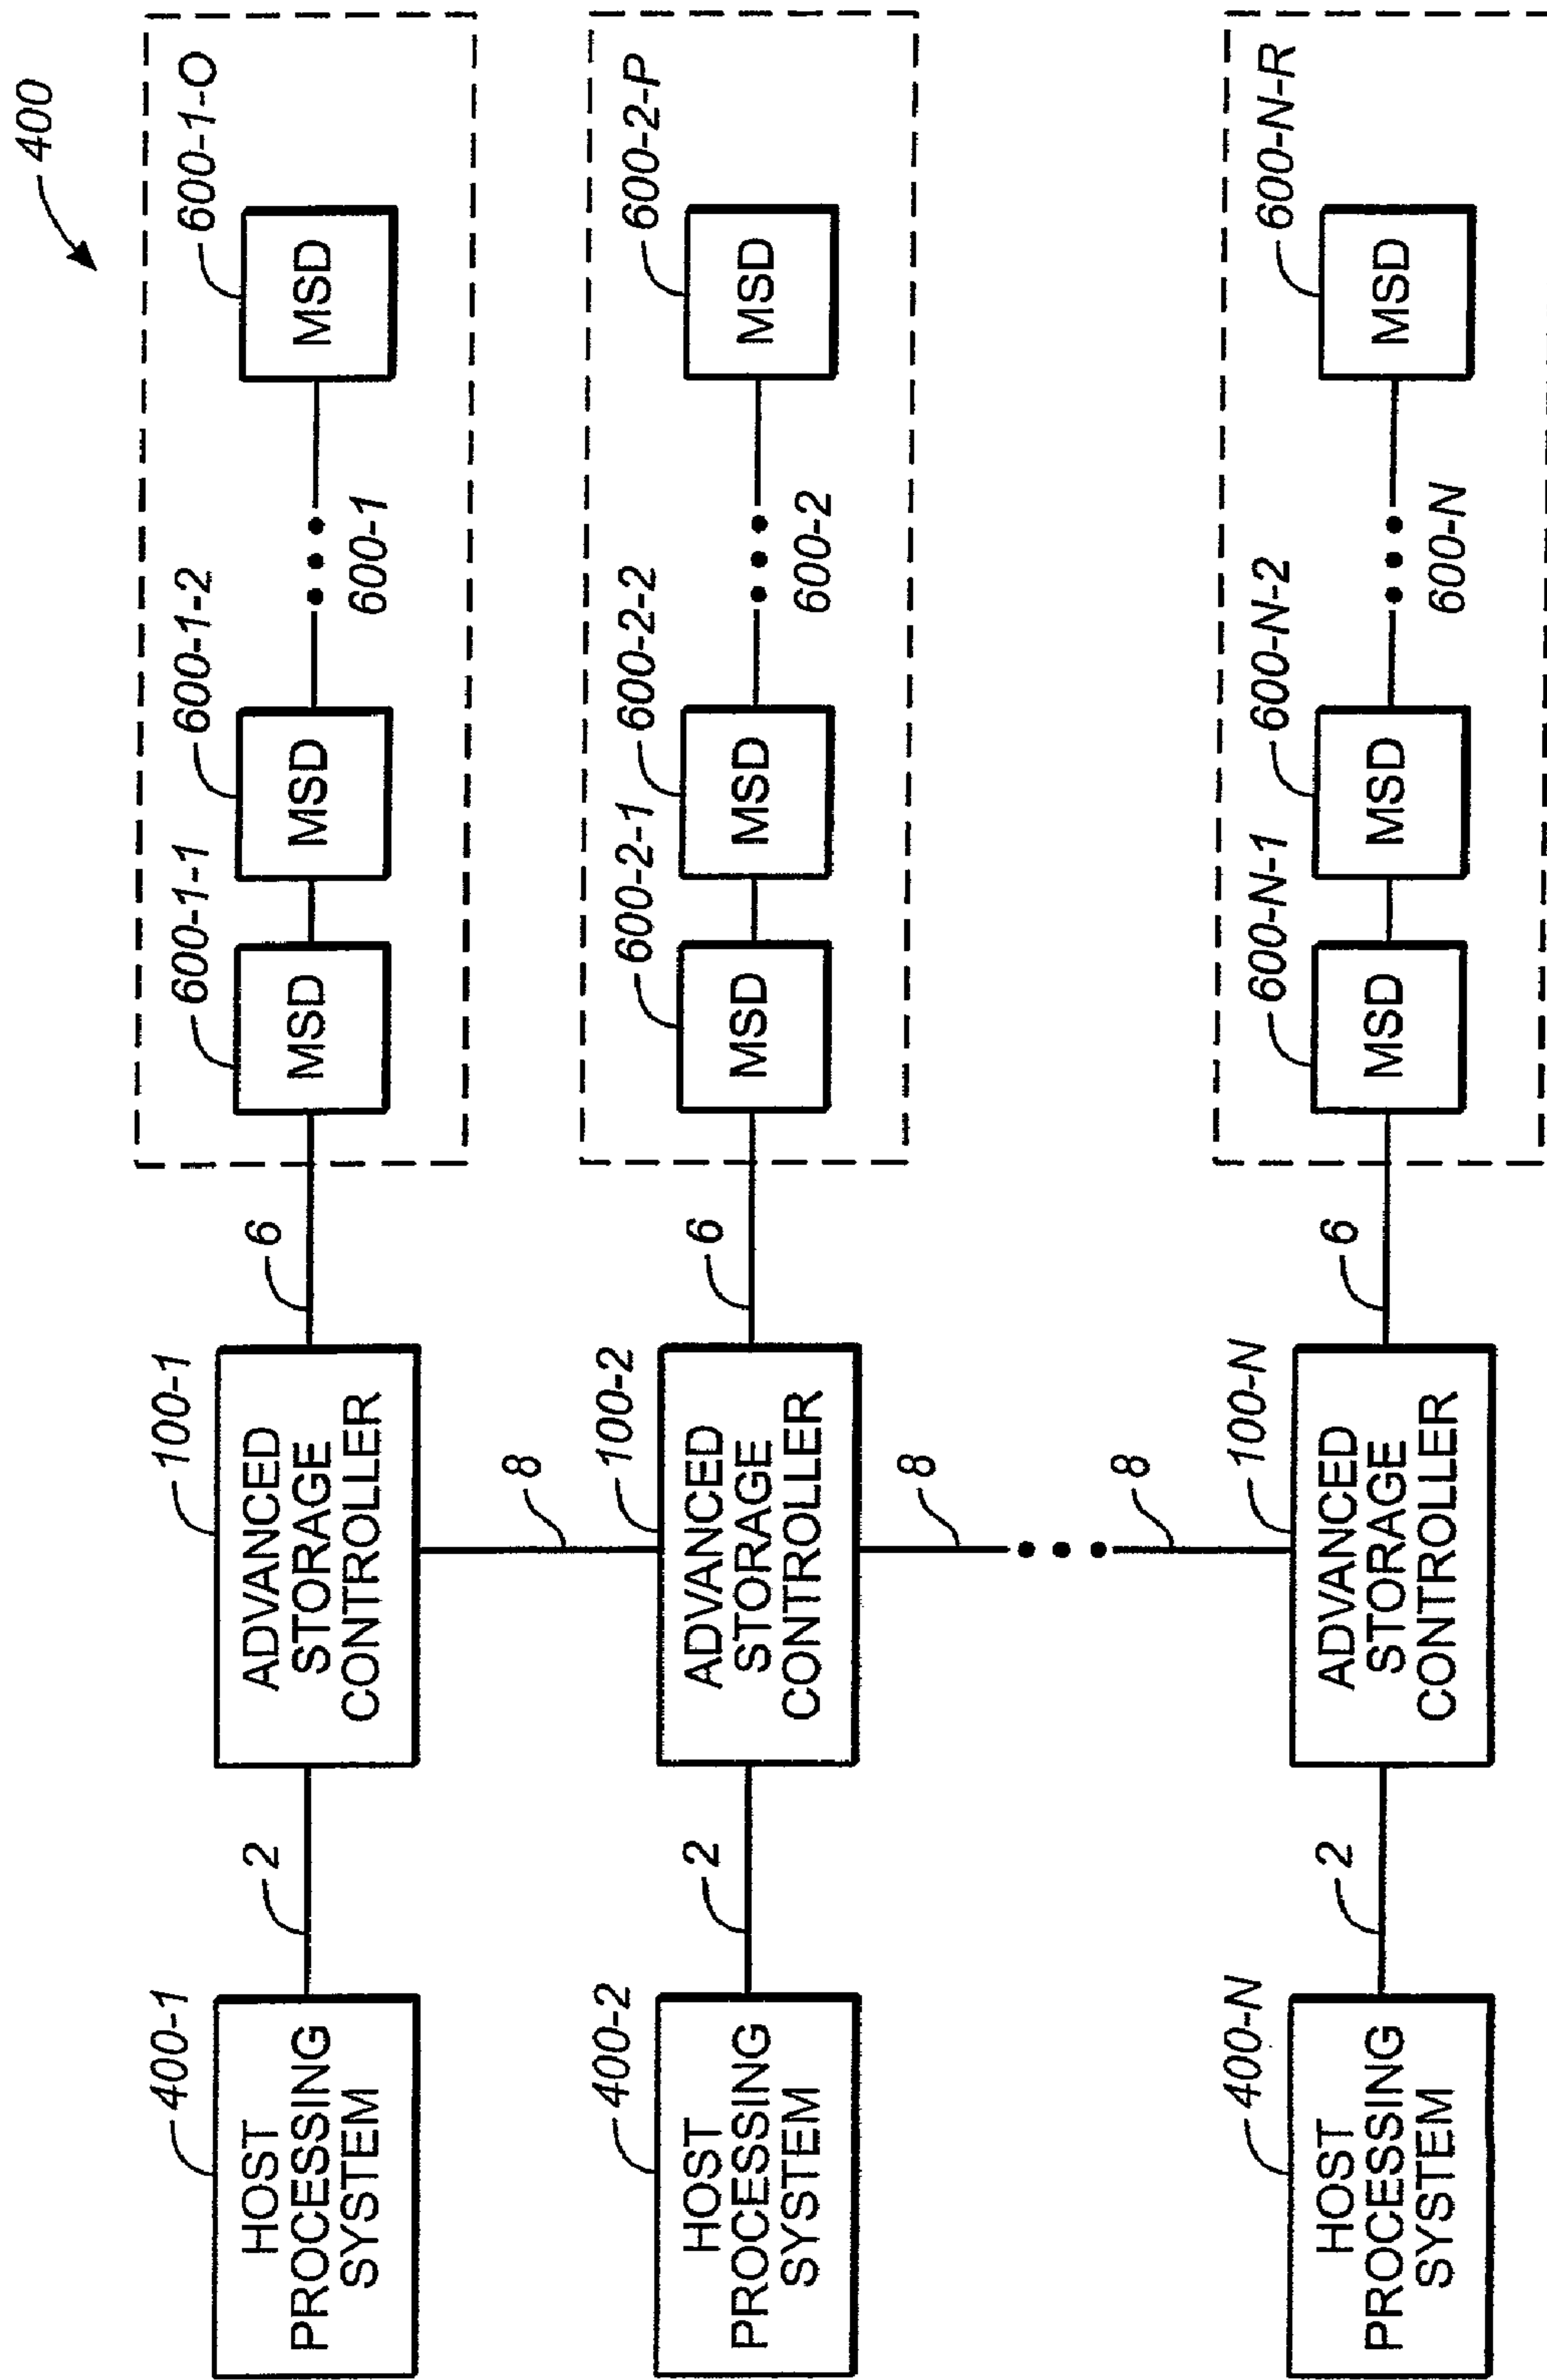 400
400-1
HOST
PROCESSING
SYSTEM
2
100-1
ADVANCED
STORAGE
CONTROLLER
6
600-1-1
MSD
600-1-2
MSD
600-1
600-1-O
MSD
8
400-2
HOST
PROCESSING
SYSTEM
2
100-2
ADVANCED
STORAGE
CONTROLLER
6
600-2-1
MSD
600-2-2
MSD
600-2
600-2-P
MSD
8
8
400-N
HOST
PROCESSING
SYSTEM
2
100-N
ADVANCED
STORAGE
CONTROLLER
6
600-N-1
MSD
600-N-2
MSD
600-N
600-N-R
MSD